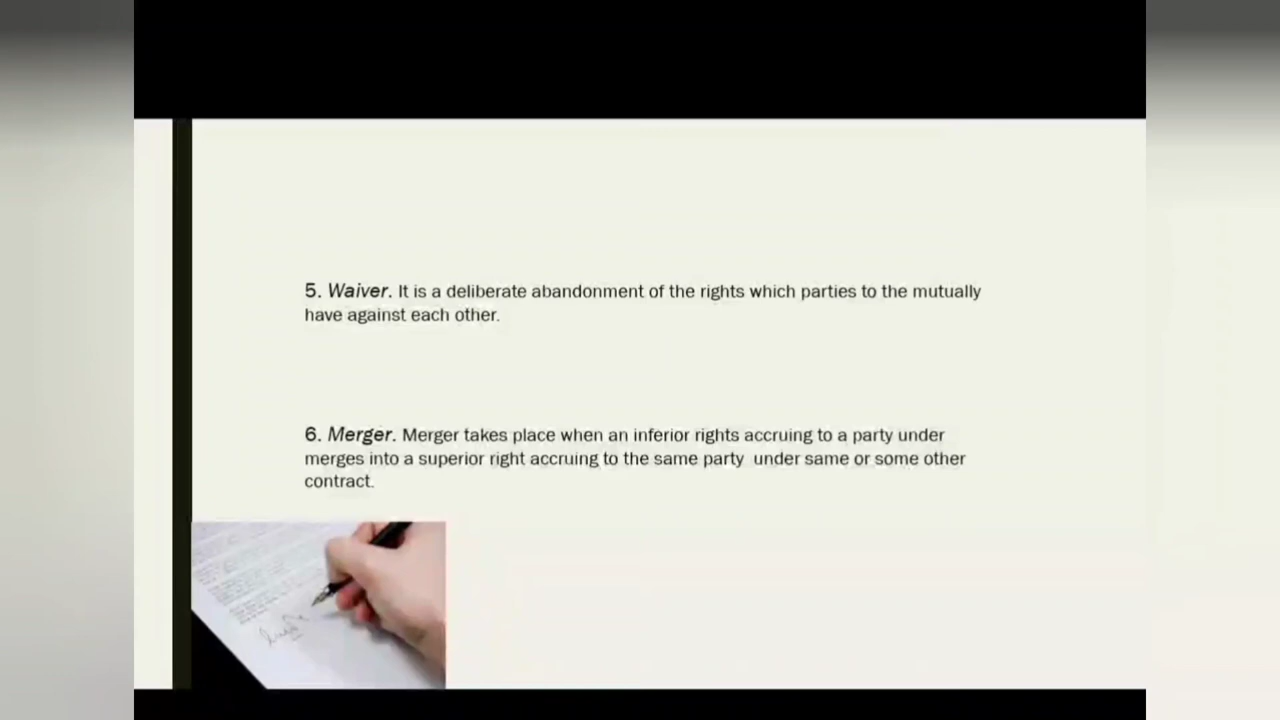 5. Waiver. It is a deliberate abandonment of the rights which parties to the mutually
have against each other.
6. Merger. Merger takes place when an inferior rights accruing to a party under
merges into a superior right accruing to the same party under same or some other
contract.